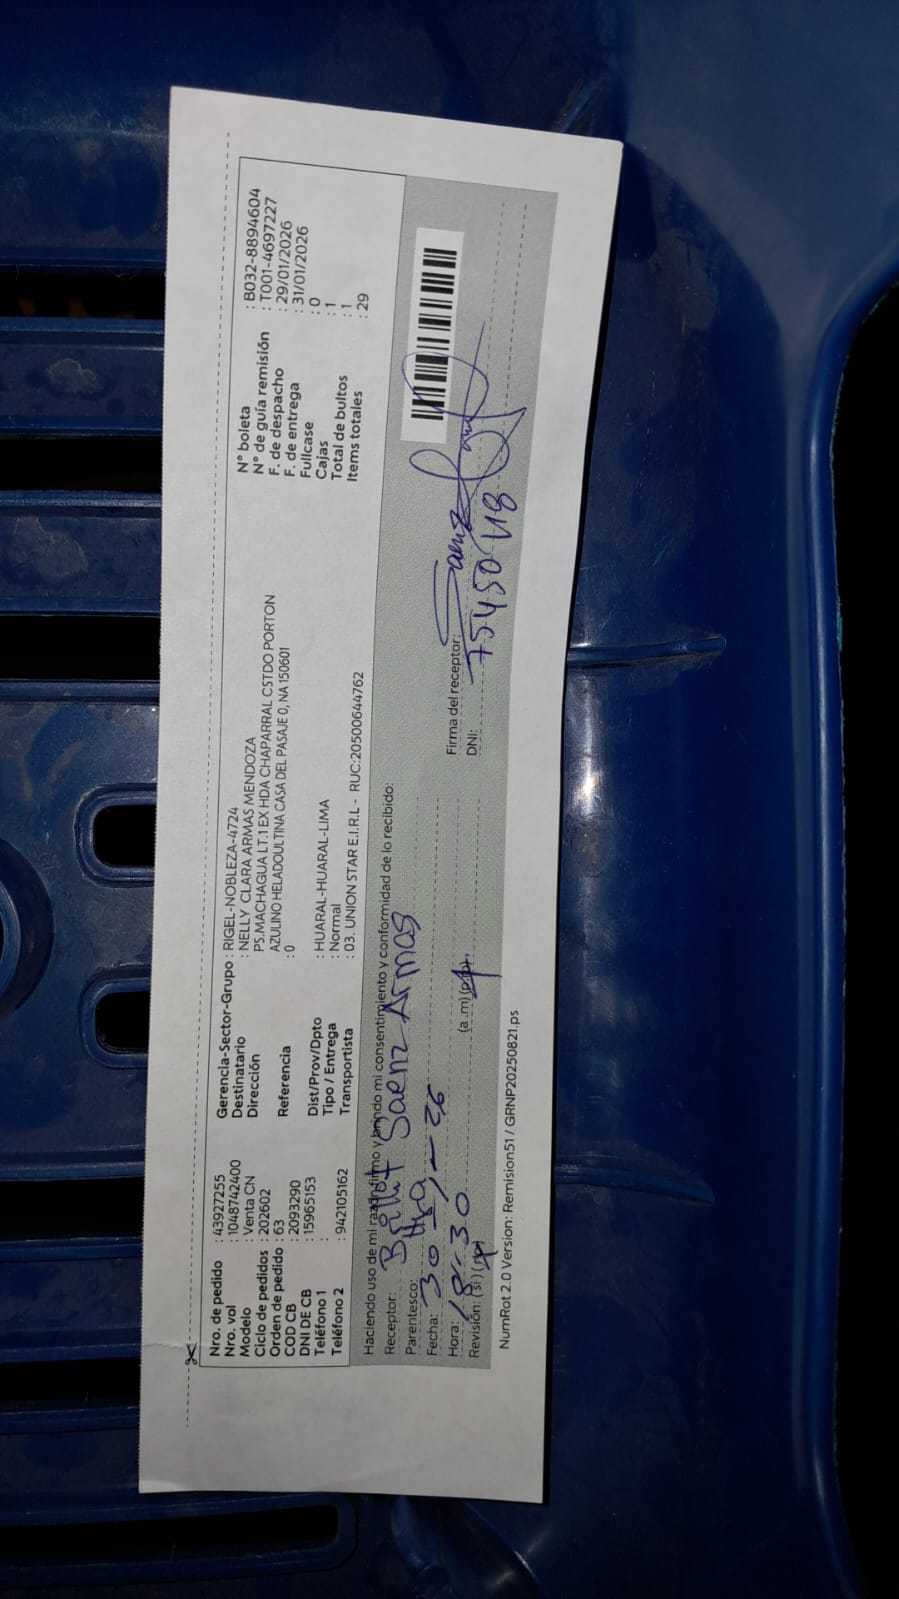 Nro. de pedido : 43927255
Nro. vol : 1048742400
Modelo : Venta CN
Ciclo de pedidos : 202602
Orden de pedido : 63
COD CB : 2093290
DNI DE CB : 15965153
Teléfono 1 :
Teléfono 2 : 942105162
Gerencia-Sector-Grupo : RIGEL-NOBLEZA-4724
Destinatario : NELLY CLARA ARMAS MENDOZA
Dirección PS.MACHAGUA LT.1 EX HDA CHAPARRAL CSTDO PORTON
AZULINO HELADOULTINA CASA DEL PASAJE 0, NA 150601
Referencia : 0
Dist/Prov/Dpto : HUARAL-HUARAL-LIMA
Tipo / Entrega : Normal
Transportista : 03. UNION STAR E.I.R.L - RUC:20500644762
N° boleta : B032-8894604
N° de guía remisión : T001-4697227
F. de despacho : 29/01/2026
F. de entrega : 31/01/2026
Fullcase : 0
Cajas : 1
Total de bultos : 1
Items totales : 29
Haciendo uso de mi razón firmo y brindo mi consentimiento y conformidad de lo recibido:
Receptor: Saenz Armas
Parentesco:
Fecha: 30 - 1 - 26
Hora: 18:30 (a .m) (p.m).
Revisión: (si)
Firma del receptor: Saenz
DNI: 75450118
NumRot 2.0 Version: Remision51 / GRNP20250821.ps